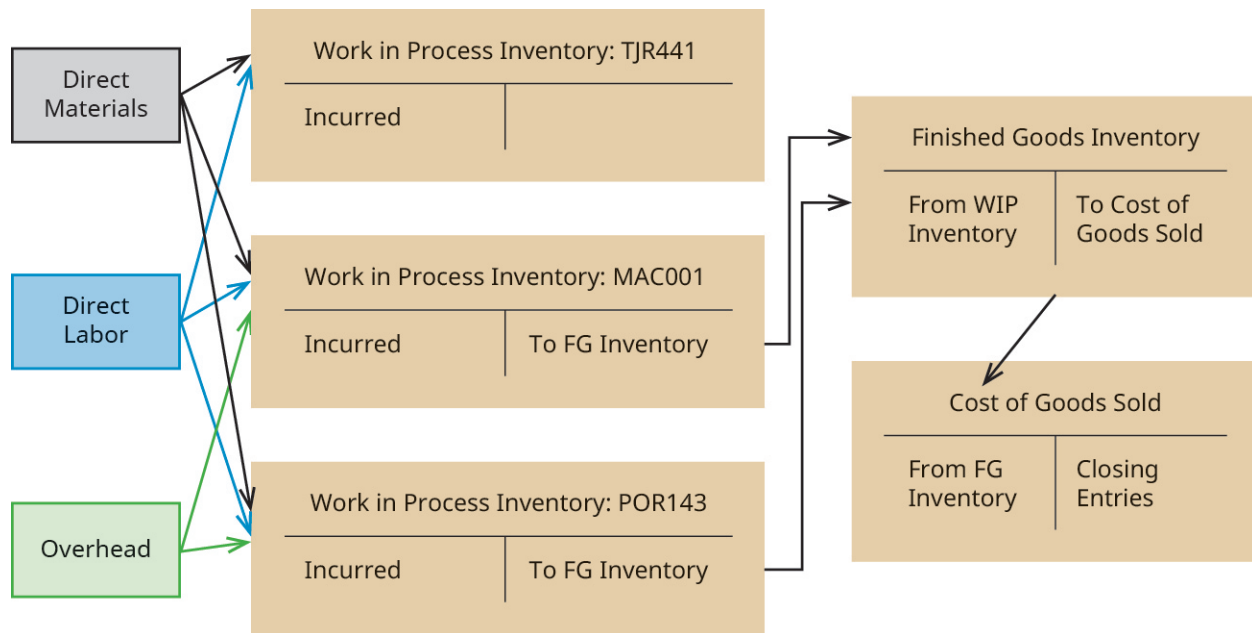 Direct
Materials
Direct
Labor
Overhead
Work in Process Inventory: TJR441
Incurred
Work in Process Inventory: MAC001
Incurred
To FG Inventory
Work in Process Inventory: POR143
Incurred
To FG Inventory
Finished Goods Inventory
From WIP
Inventory
To Cost of
Goods Sold
Cost of Goods Sold
From FG
Inventory
Closing
Entries